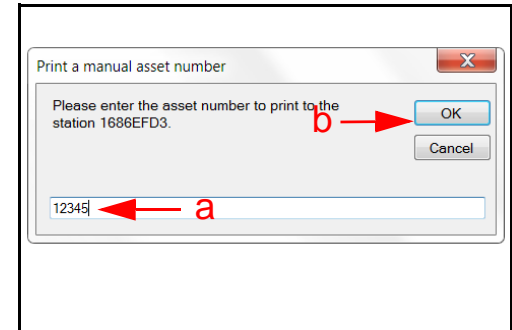 Print a manual asset number
Please enter the asset number to print to the
station 1686EFD3.
b
OK
Cancel
12345
a